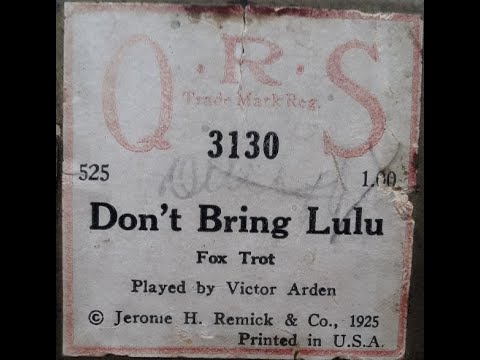 Q·R·S
Trade Mark Reg.
3130
525 1.00
Don't Bring Lulu
Fox Trot
Played by Victor Arden
© Jerome H. Remick & Co., 1925
Printed in U.S.A.